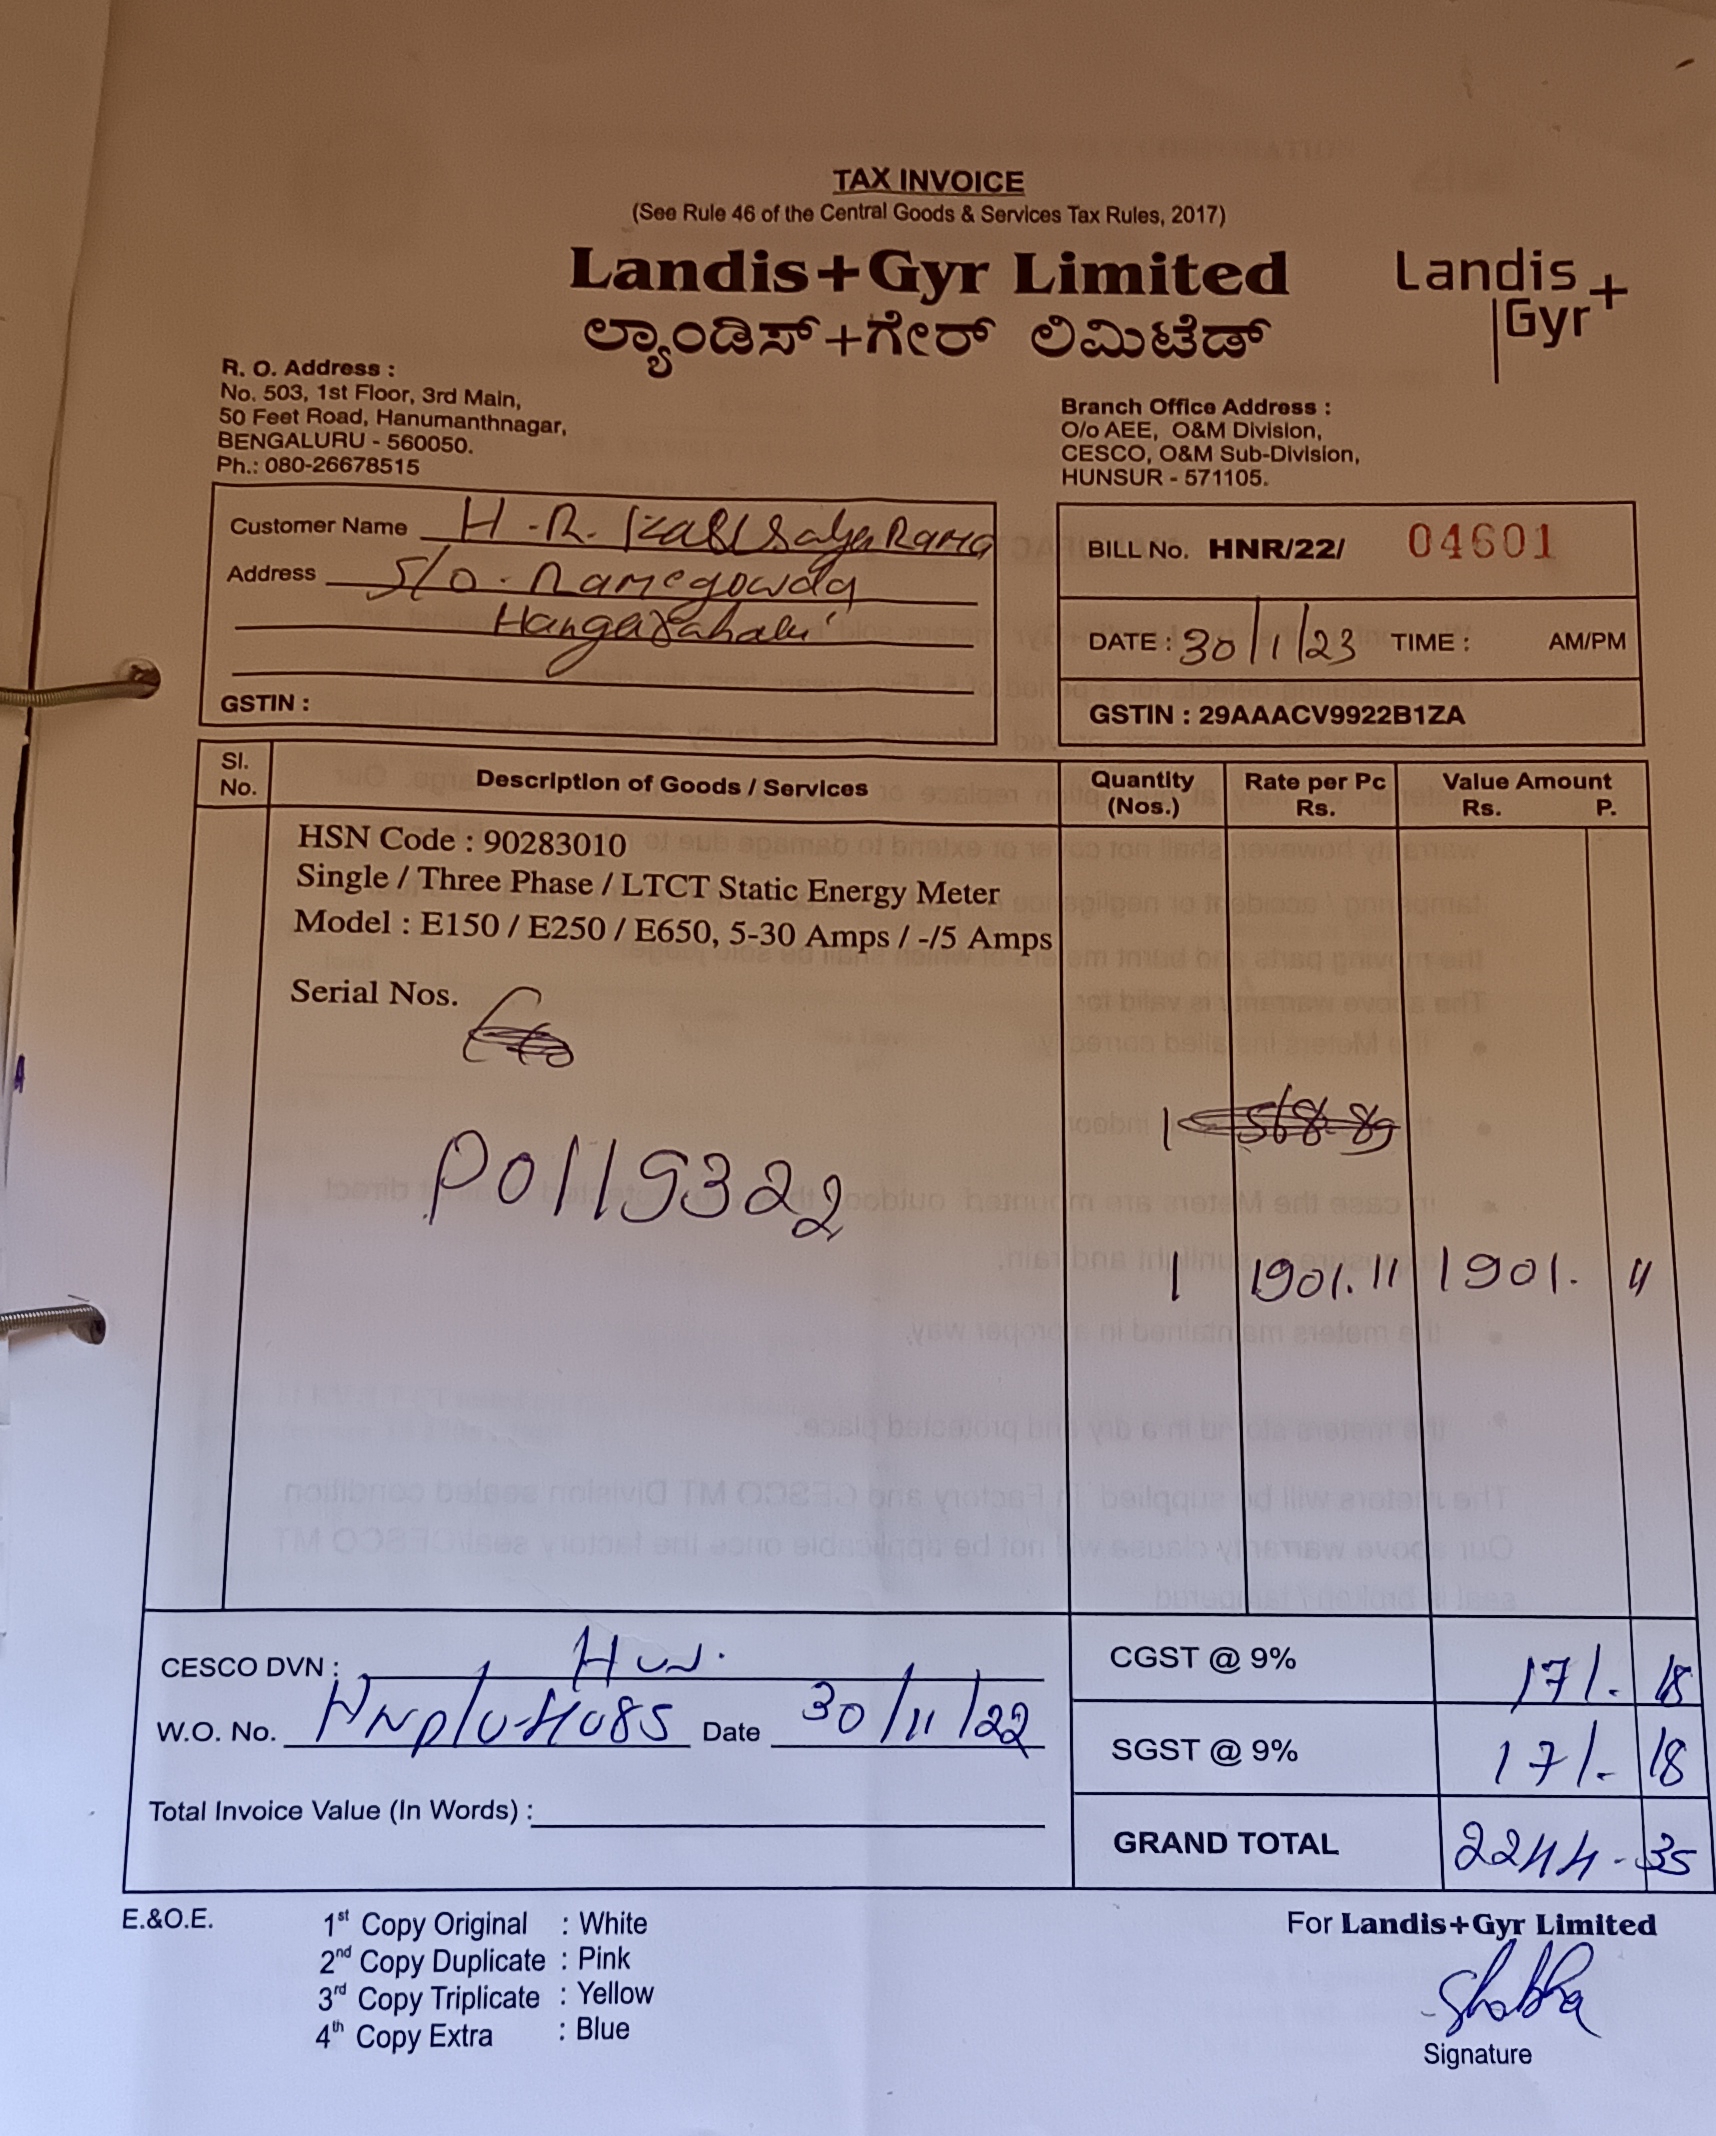 TAX INVOICE
(See Rule 46 of the Central Goods & Services Tax Rules, 2017)
Landis+Gyr Limited
ಲ್ಯಾಂಡಿಸ್+ಗೇರ್ ಲಿಮಿಟೆಡ್
Landis
Gyr+
R. O. Address :
No. 503, 1st Floor, 3rd Main,
50 Feet Road, Hanumanthnagar,
BENGALURU - 560050.
Ph.: 080-26678515
Branch Office Address :
O/o AEE, O&M Division,
CESCO, O&M Sub-Division,
HUNSUR - 571105.
Customer Name H.R.
Address S/o. Ramegowda
GSTIN :
BILL No. HNR/22/ 04601
DATE : 30/1/23 TIME : AM/PM
GSTIN : 29AAACV9922B1ZA
Sl. No. Description of Goods / Services Quantity (Nos.) Rate per Pc Rs. Value Amount Rs. P.
HSN Code : 90283010
Single / Three Phase / LTCT Static Energy Meter
Model : E150 / E250 / E650, 5-30 Amps / -/5 Amps
Serial Nos.
1 568-89
P0119322
1 1901.11 1901. 11
CESCO DVN : Hun.
W.O. No. Date 30/11/22
Total Invoice Value (In Words) :
CGST @ 9% 171. 18
SGST @ 9% 171- 18
GRAND TOTAL 2244-35
E.&O.E.
1st Copy Original : White
2nd Copy Duplicate : Pink
3rd Copy Triplicate : Yellow
4th Copy Extra : Blue
For Landis+Gyr Limited
Shobha
Signature